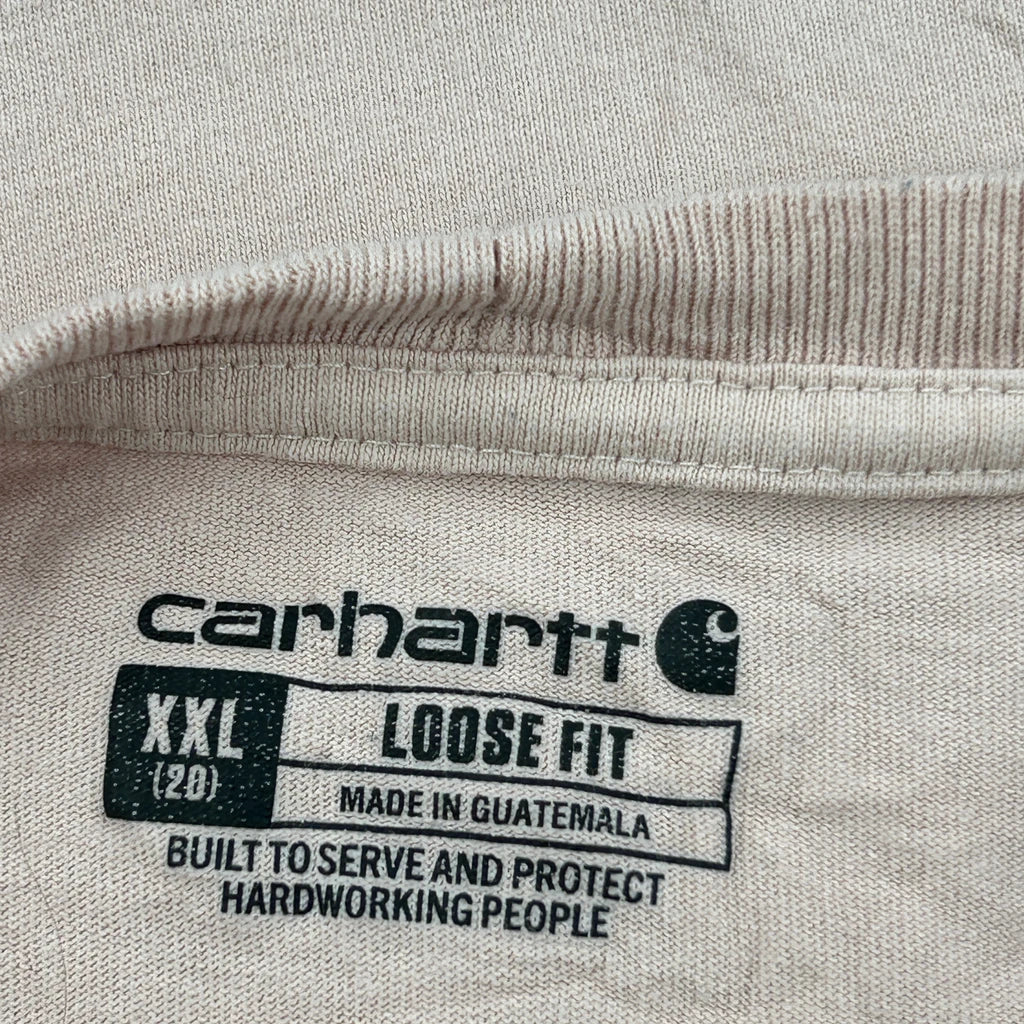 carhartt
XXL
(20)
LOOSE FIT
MADE IN GUATEMALA
BUILT TO SERVE AND PROTECT
HARDWORKING PEOPLE